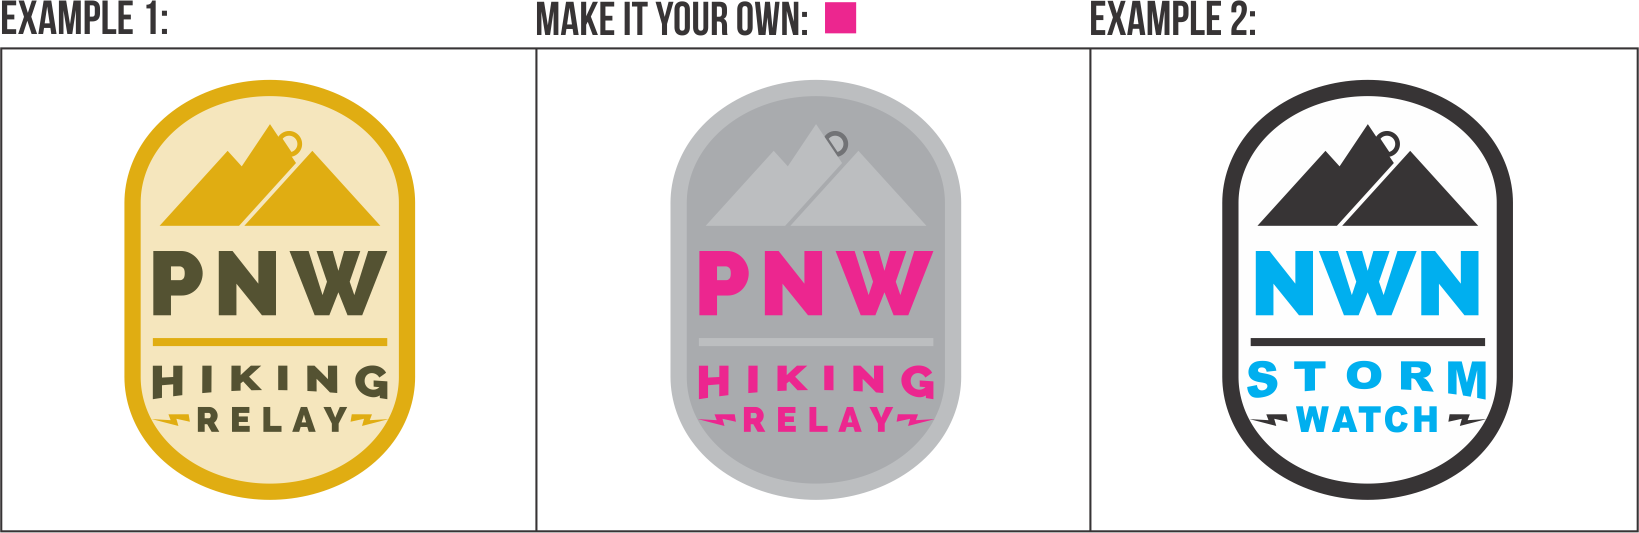 EXAMPLE 1:
PNW
HIKING
RELAY
MAKE IT YOUR OWN:
PNW
HIKING
RELAY
EXAMPLE 2:
NWN
STORM
WATCH